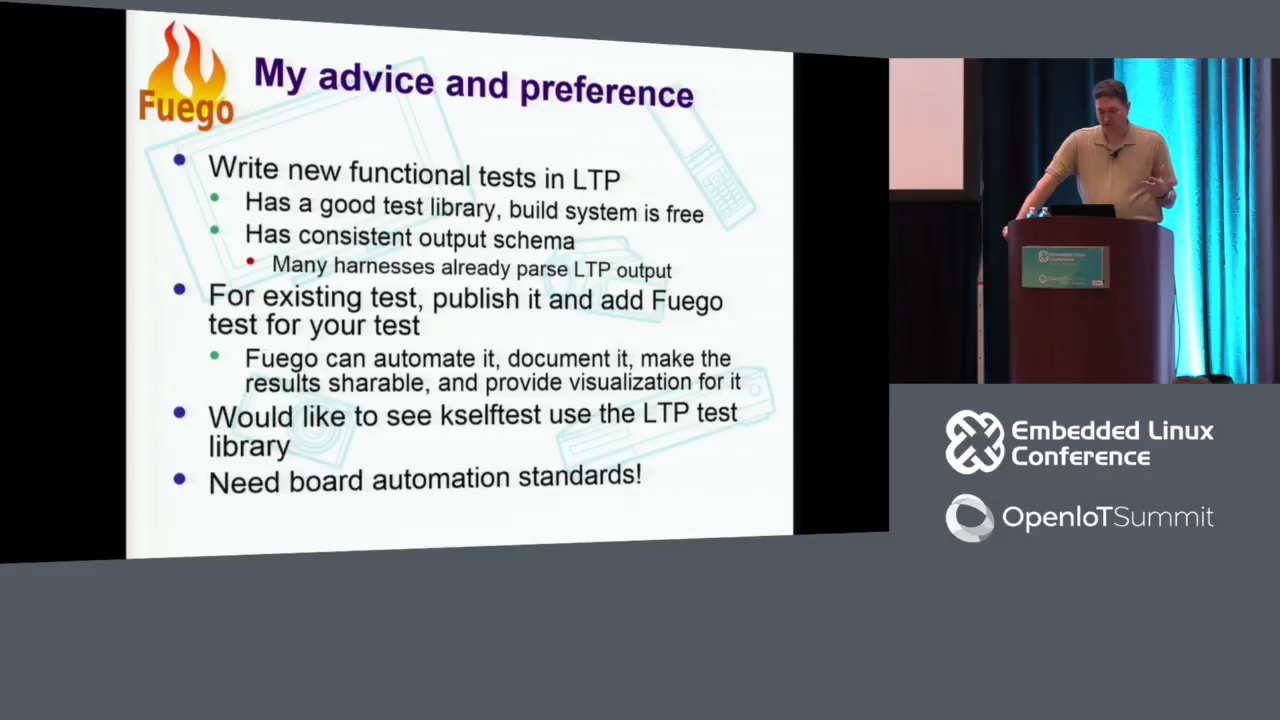 Fuego
My advice and preference
Write new functional tests in LTP
Has a good test library, build system is free
Has consistent output schema
Many harnesses already parse LTP output
For existing test, publish it and add Fuego
test for your test
Fuego can automate it, document it, make the
results sharable, and provide visualization for it
Would like to see kselftest use the LTP test
library
Need board automation standards!
Embedded Linux
Conference
Embedded Linux
Conference
OpenIoTSummit